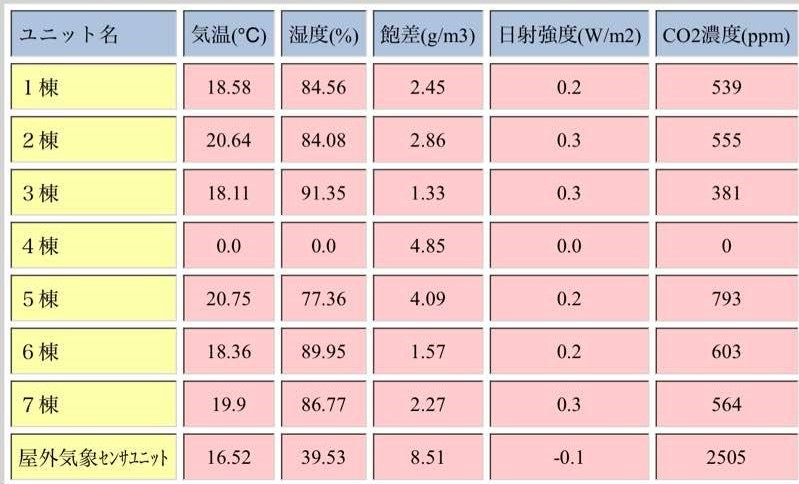 ユニット名 気温(℃) 湿度(%) 飽差(g/m3) 日射強度(W/m2) CO2濃度(ppm)
１棟 18.58 84.56 2.45 0.2 539
２棟 20.64 84.08 2.86 0.3 555
３棟 18.11 91.35 1.33 0.3 381
４棟 0.0 0.0 4.85 0.0 0
５棟 20.75 77.36 4.09 0.2 793
６棟 18.36 89.95 1.57 0.2 603
７棟 19.9 86.77 2.27 0.3 564
屋外気象ｾﾝｻユニット 16.52 39.53 8.51 -0.1 2505